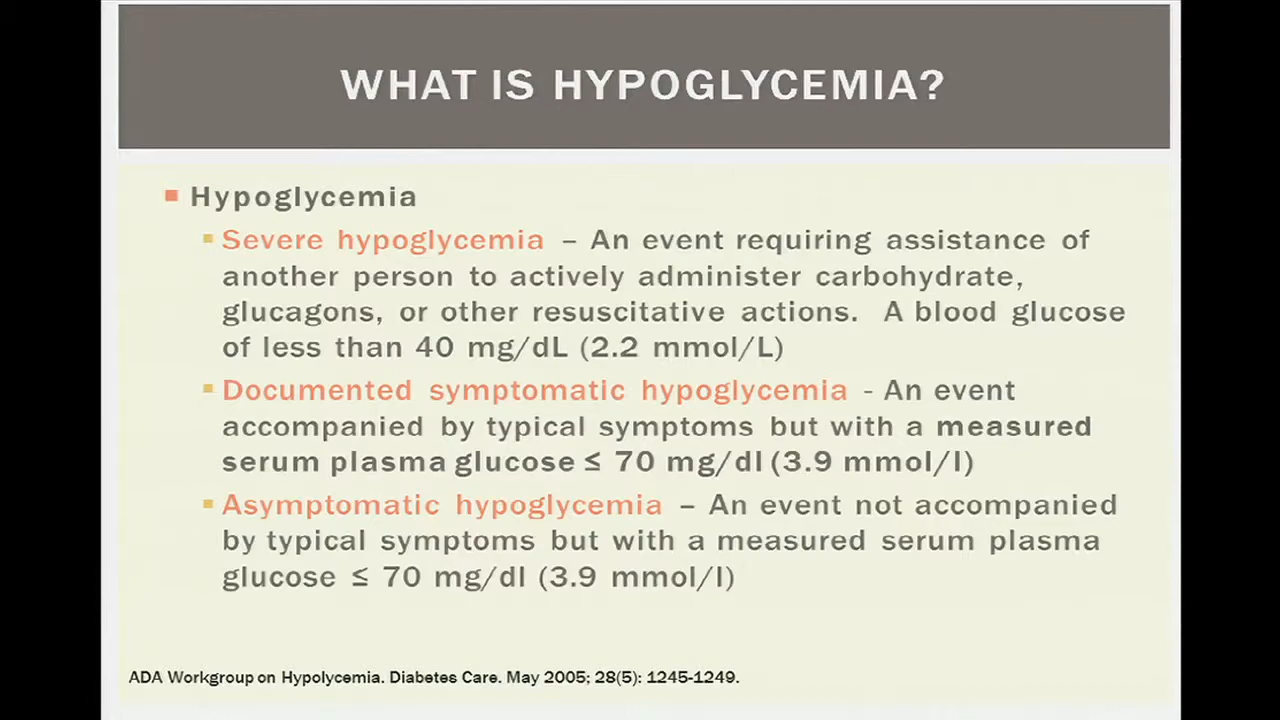 WHAT IS HYPOGLYCEMIA?
Hypoglycemia
Severe hypoglycemia – An event requiring assistance of
another person to actively administer carbohydrate,
glucagons, or other resuscitative actions. A blood glucose
of less than 40 mg/dL (2.2 mmol/L)
Documented symptomatic hypoglycemia - An event
accompanied by typical symptoms but with a measured
serum plasma glucose ≤ 70 mg/dl (3.9 mmol/l)
Asymptomatic hypoglycemia – An event not accompanied
by typical symptoms but with a measured serum plasma
glucose ≤ 70 mg/dl (3.9 mmol/l)
ADA Workgroup on Hypolycemia. Diabetes Care. May 2005; 28(5): 1245-1249.